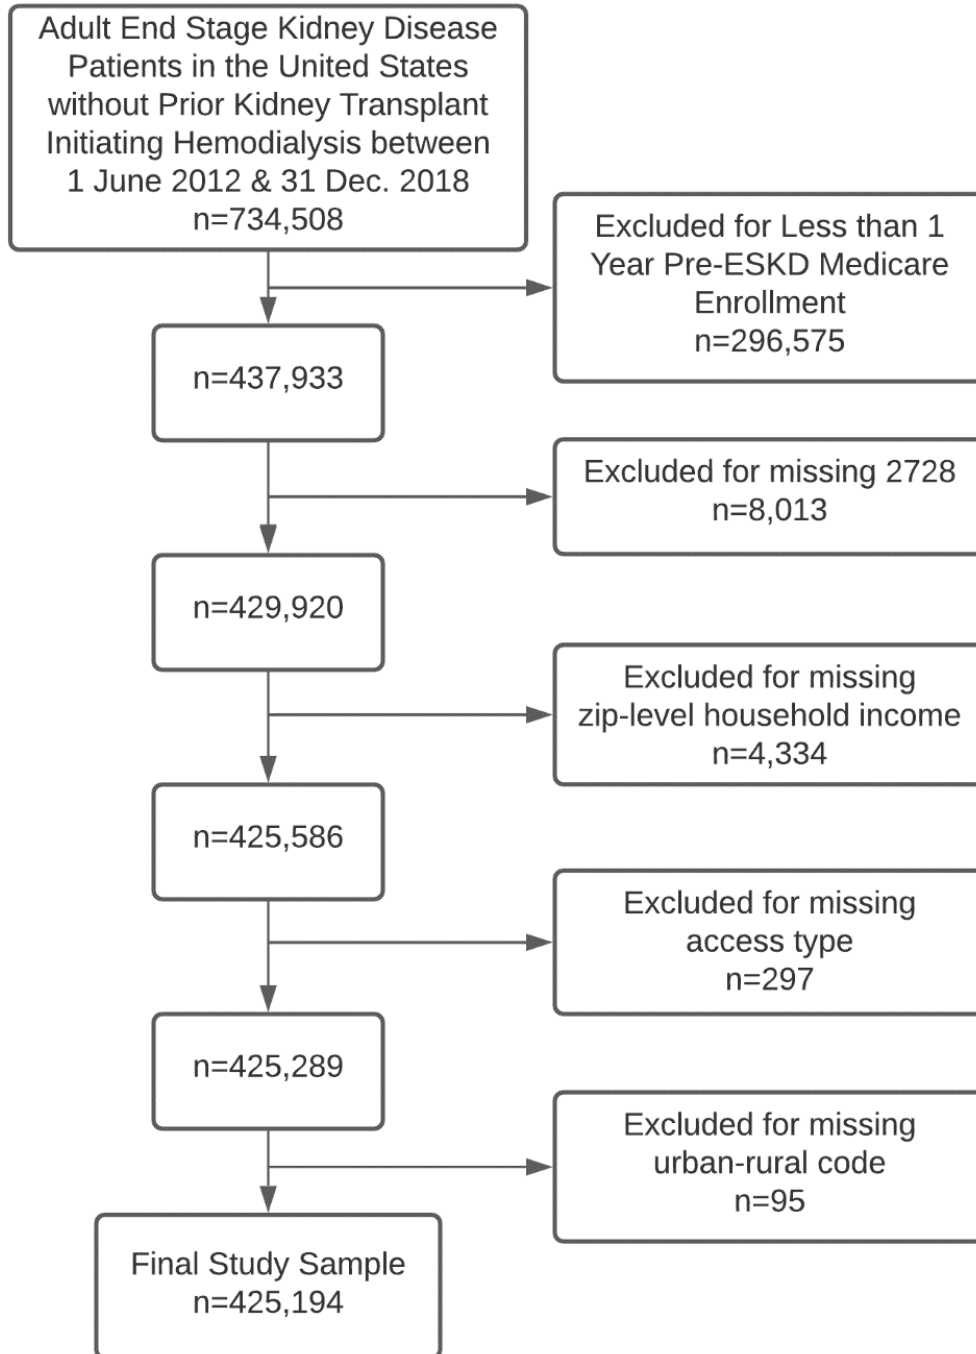 Adult End Stage Kidney Disease
Patients in the United States
without Prior Kidney Transplant
Initiating Hemodialysis between
1 June 2012 & 31 Dec. 2018
n=734,508
Excluded for Less than 1
Year Pre-ESKD Medicare
Enrollment
n=296,575
n=437,933
Excluded for missing 2728
n=8,013
n=429,920
Excluded for missing
zip-level household income
n=4,334
n=425,586
Excluded for missing
access type
n=297
n=425,289
Excluded for missing
urban-rural code
n=95
Final Study Sample
n=425,194